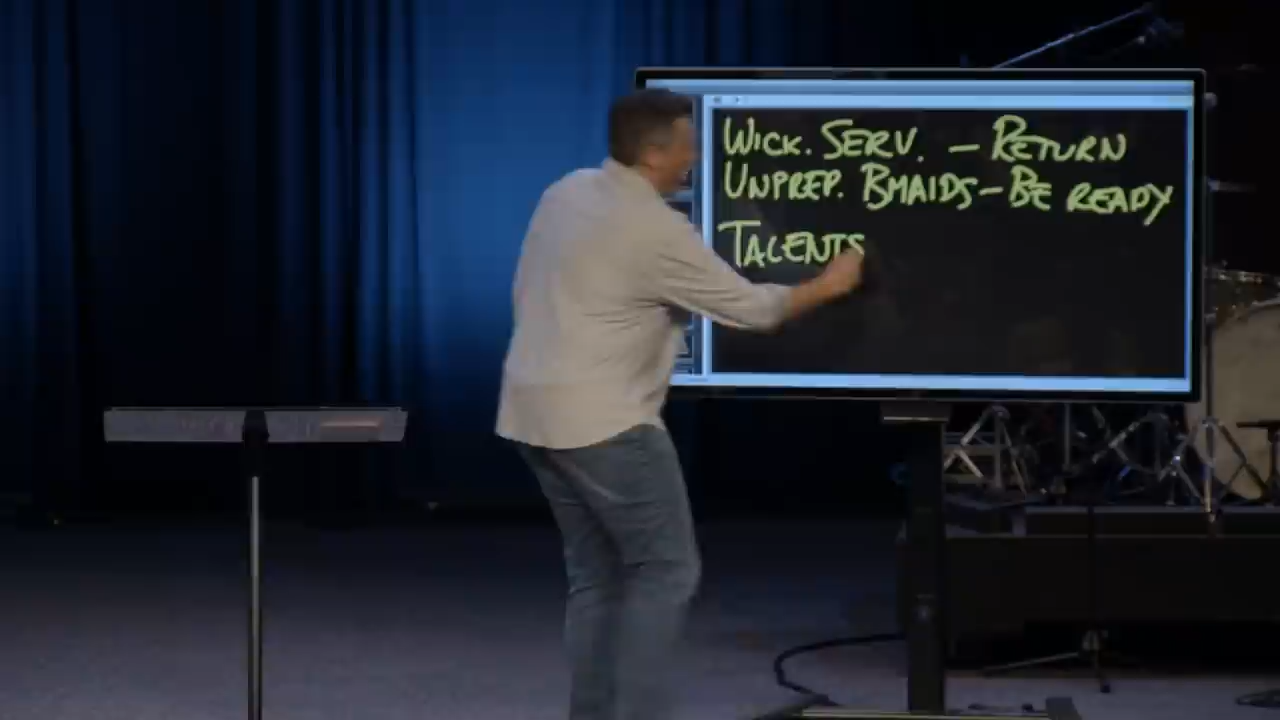 WICK. SERV. – RETURN
UNPREP. BMAIDS – BE READY
TALENTS